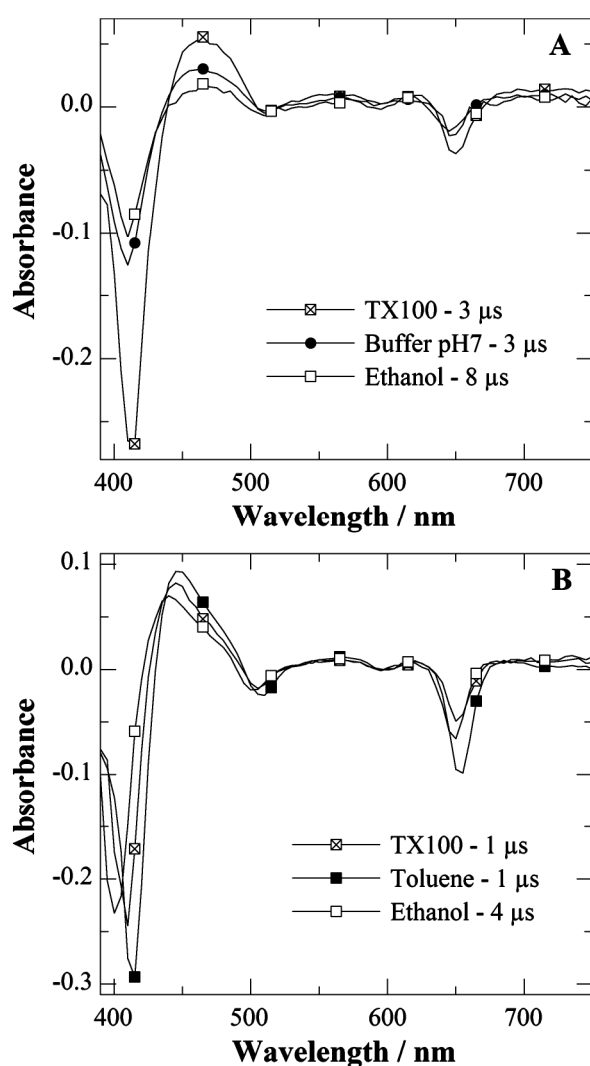 A
0.0
-0.1
-0.2
Absorbance
TX100 - 3 μs
Buffer pH7 - 3 μs
Ethanol - 8 μs
400 500 600 700
Wavelength / nm
B
0.1
0.0
-0.1
-0.2
-0.3
Absorbance
TX100 - 1 μs
Toluene - 1 μs
Ethanol - 4 μs
400 500 600 700
Wavelength / nm